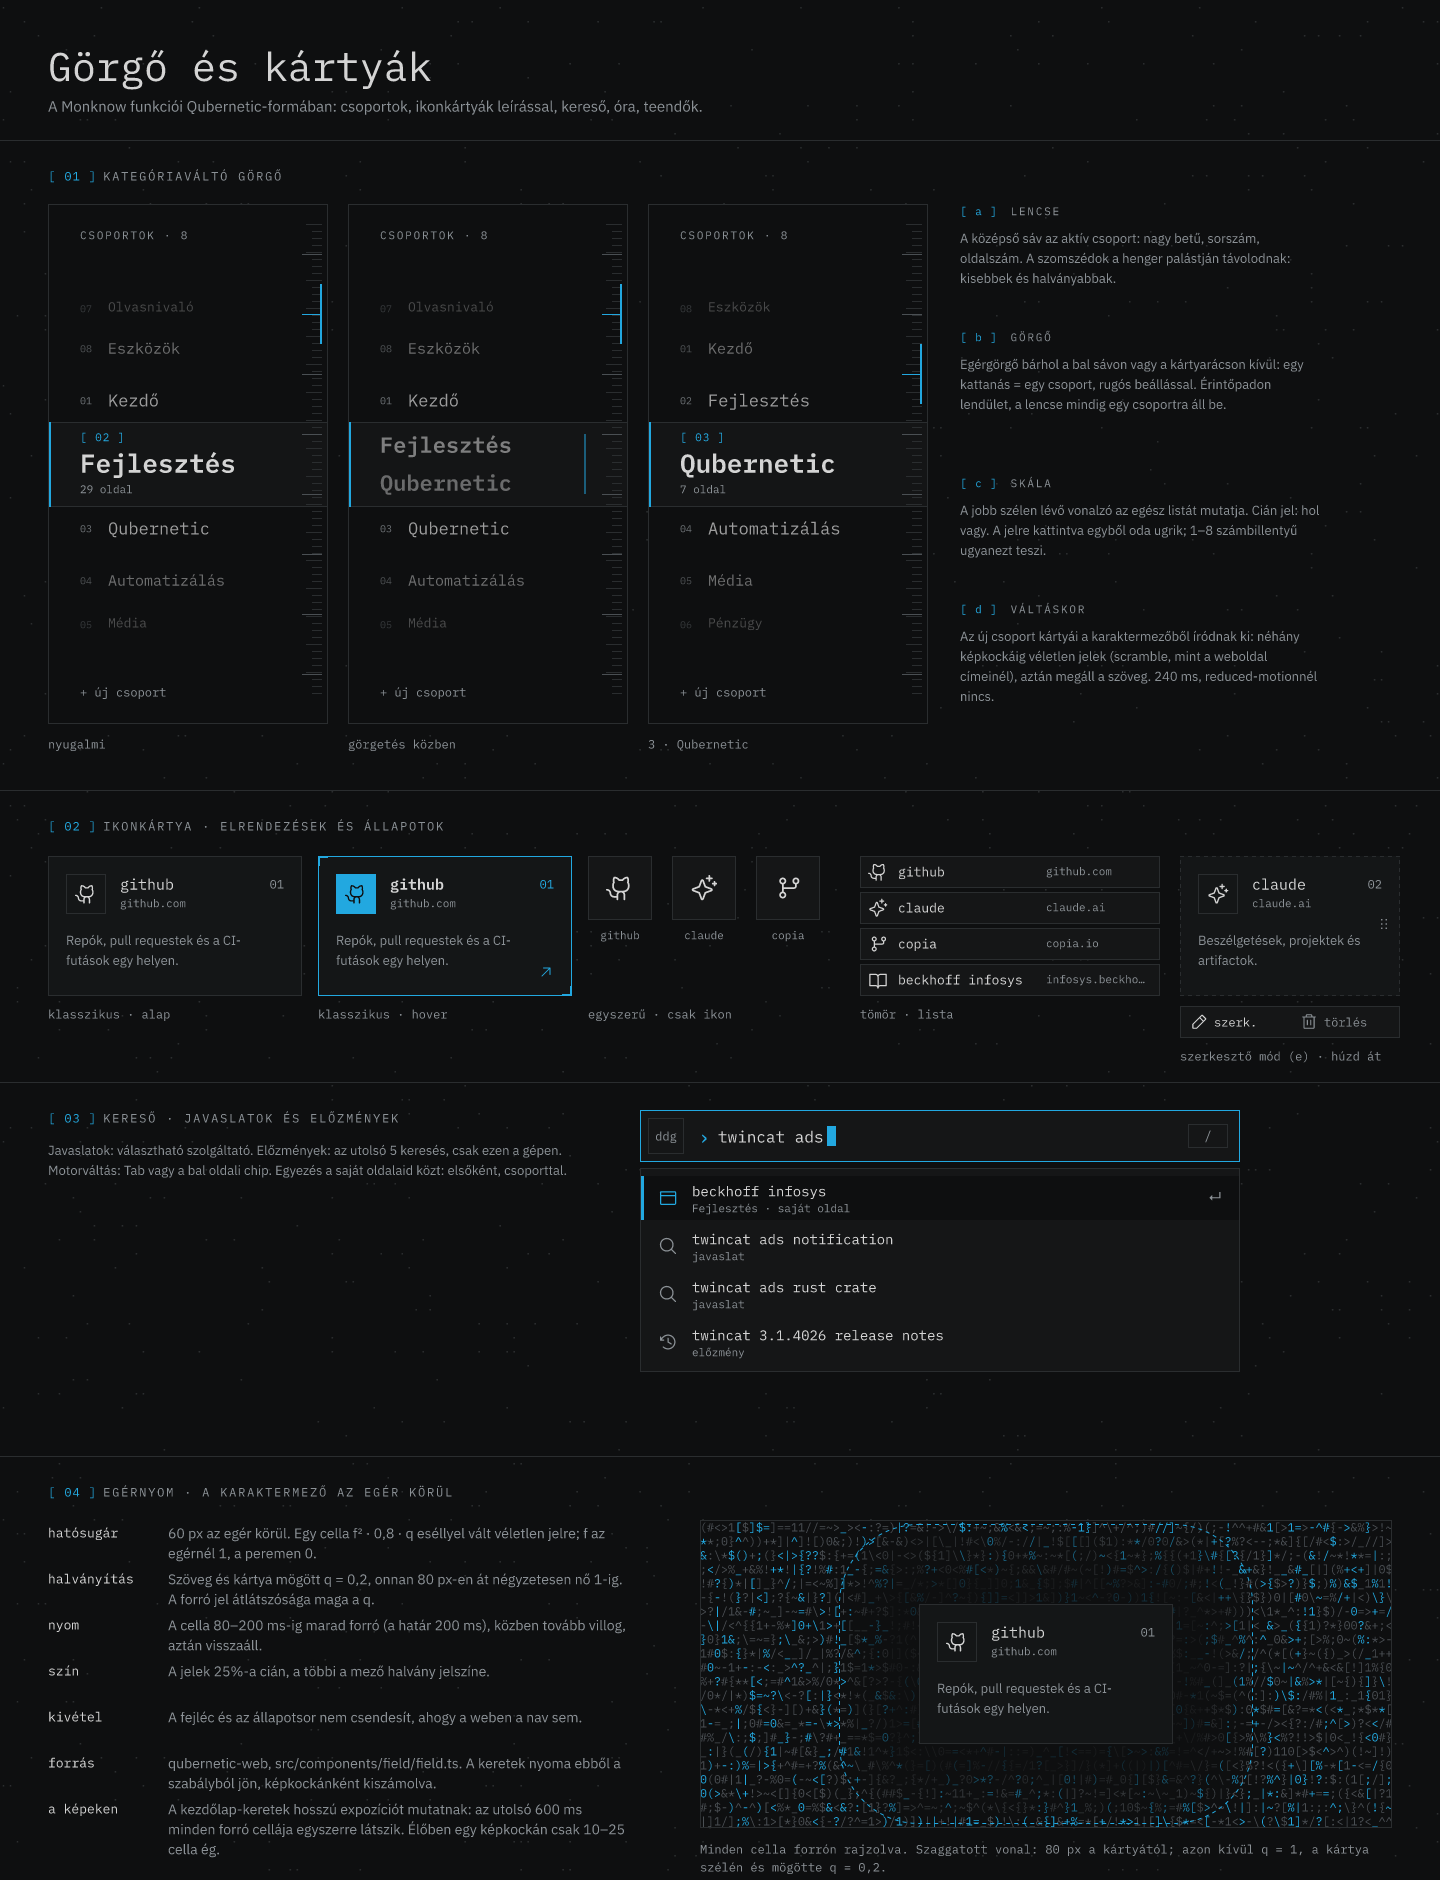 Görgő és kártyák
A Monknow funkciói Qubernetic-formában: csoportok, ikonkártyák leírással, kereső, óra, teendők.
[ 01 ] KATEGÓRIAVÁLTÓ GÖRGŐ
CSOPORTOK · 8
07 Olvasnivaló
08 Eszközök
01 Kezdő
[ 02 ]
Fejlesztés
29 oldal
03 Qubernetic
04 Automatizálás
05 Média
+ új csoport
nyugalmi
CSOPORTOK · 8
07 Olvasnivaló
08 Eszközök
01 Kezdő
Fejlesztés
Qubernetic
03 Qubernetic
04 Automatizálás
05 Média
+ új csoport
görgetés közben
CSOPORTOK · 8
08 Eszközök
01 Kezdő
02 Fejlesztés
[ 03 ]
Qubernetic
7 oldal
04 Automatizálás
05 Média
06 Pénzügy
+ új csoport
3 · Qubernetic
[ a ] LENCSE
A középső sáv az aktív csoport: nagy betű, sorszám,
oldalszám. A szomszédok a henger palástján távolodnak:
kisebbek és halványabbak.
[ b ] GÖRGŐ
Egérgörgő bárhol a bal sávon vagy a kártyarácson kívül: egy
kattanás = egy csoport, rugós beállással. Érintőpadon
lendület, a lencse mindig egy csoportra áll be.
[ c ] SKÁLA
A jobb szélen lévő vonalzó az egész listát mutatja. Cián jel: hol
vagy. A jelre kattintva egyből oda ugrik; 1–8 számbillentyű
ugyanezt teszi.
[ d ] VÁLTÁSKOR
Az új csoport kártyái a karaktermezőből íródnak ki: néhány
képkockáig véletlen jelek (scramble, mint a weboldal
címeinél), aztán megáll a szöveg. 240 ms, reduced-motionnél
nincs.
[ 02 ] IKONKÁRTYA · ELRENDEZÉSEK ÉS ÁLLAPOTOK
github 01
github.com
Repók, pull requestek és a CI-
futások egy helyen.
klasszikus · alap
github 01
github.com
Repók, pull requestek és a CI-
futások egy helyen.
klasszikus · hover
github claude copia
egyszerű · csak ikon
github github.com
claude claude.ai
copia copia.io
beckhoff infosys infosys.beckho…
tömör · lista
claude 02
claude.ai
Beszélgetések, projektek és
artifactok.
szerk. törlés
szerkesztő mód (e) · húzd át
[ 03 ] KERESŐ · JAVASLATOK ÉS ELŐZMÉNYEK
Javaslatok: választható szolgáltató. Előzmények: az utolsó 5 keresés, csak ezen a gépen.
Motorváltás: Tab vagy a bal oldali chip. Egyezés a saját oldalaid közt: elsőként, csoporttal.
ddg › twincat ads /
beckhoff infosys
Fejlesztés · saját oldal
twincat ads notification
javaslat
twincat ads rust crate
javaslat
twincat 3.1.4026 release notes
előzmény
[ 04 ] EGÉRNYOM · A KARAKTERMEZŐ AZ EGÉR KÖRÜL
hatósugár 60 px az egér körül. Egy cella f² · 0,8 · q eséllyel vált véletlen jelre; f az
egérnél 1, a peremen 0.
halványítás Szöveg és kártya mögött q = 0,2, onnan 80 px-en át négyzetesen nő 1-ig.
A forró jel átlátszósága maga a q.
nyom A cella 80–200 ms-ig marad forró (a határ 200 ms), közben tovább villog,
aztán visszaáll.
szín A jelek 25%-a cián, a többi a mező halvány jelszíne.
kivétel A fejléc és az állapotsor nem csendesít, ahogy a weben a nav sem.
forrás qubernetic-web, src/components/field/field.ts. A keretek nyoma ebből a
szabályból jön, képkockánként kiszámolva.
a képeken A kezdőlap-keretek hosszú expozíciót mutatnak: az utolsó 600 ms
minden forró cellája egyszerre látszik. Élőben egy képkockán csak 10–25
cella ég.
github 01
github.com
Repók, pull requestek és a CI-
futások egy helyen.
Minden cella forrón rajzolva. Szaggatott vonal: 80 px a kártyától; azon kívül q = 1, a kártya
szélén és mögötte q = 0,2.